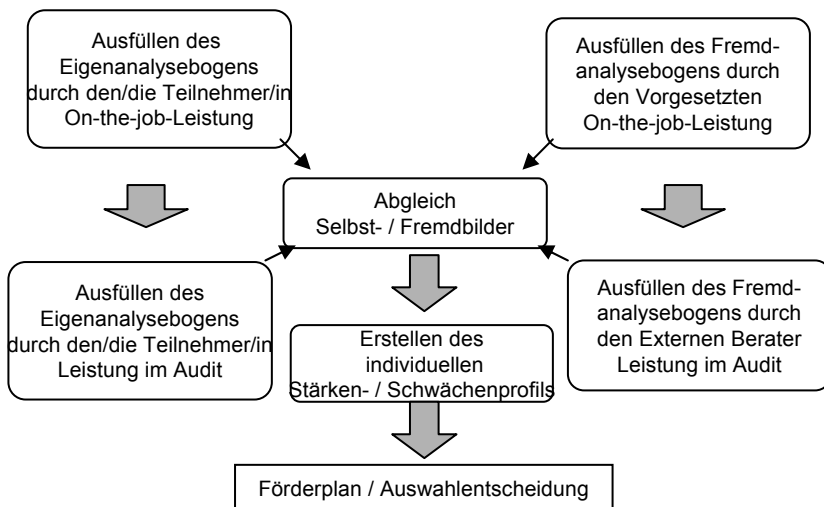 Ausfüllen des
Eigenanalysebogens
durch den/die Teilnehmer/in
On-the-job-Leistung
Ausfüllen des Fremd-
analysebogens durch
den Vorgesetzten
On-the-job-Leistung
Abgleich
Selbst- / Fremdbilder
Ausfüllen des
Eigenanalysebogens
durch den/die Teilnehmer/in
Leistung im Audit
Ausfüllen des Fremd-
analysebogens durch
den Externen Berater
Leistung im Audit
Erstellen des
individuellen
Stärken- / Schwächenprofils
Förderplan / Auswahlentscheidung